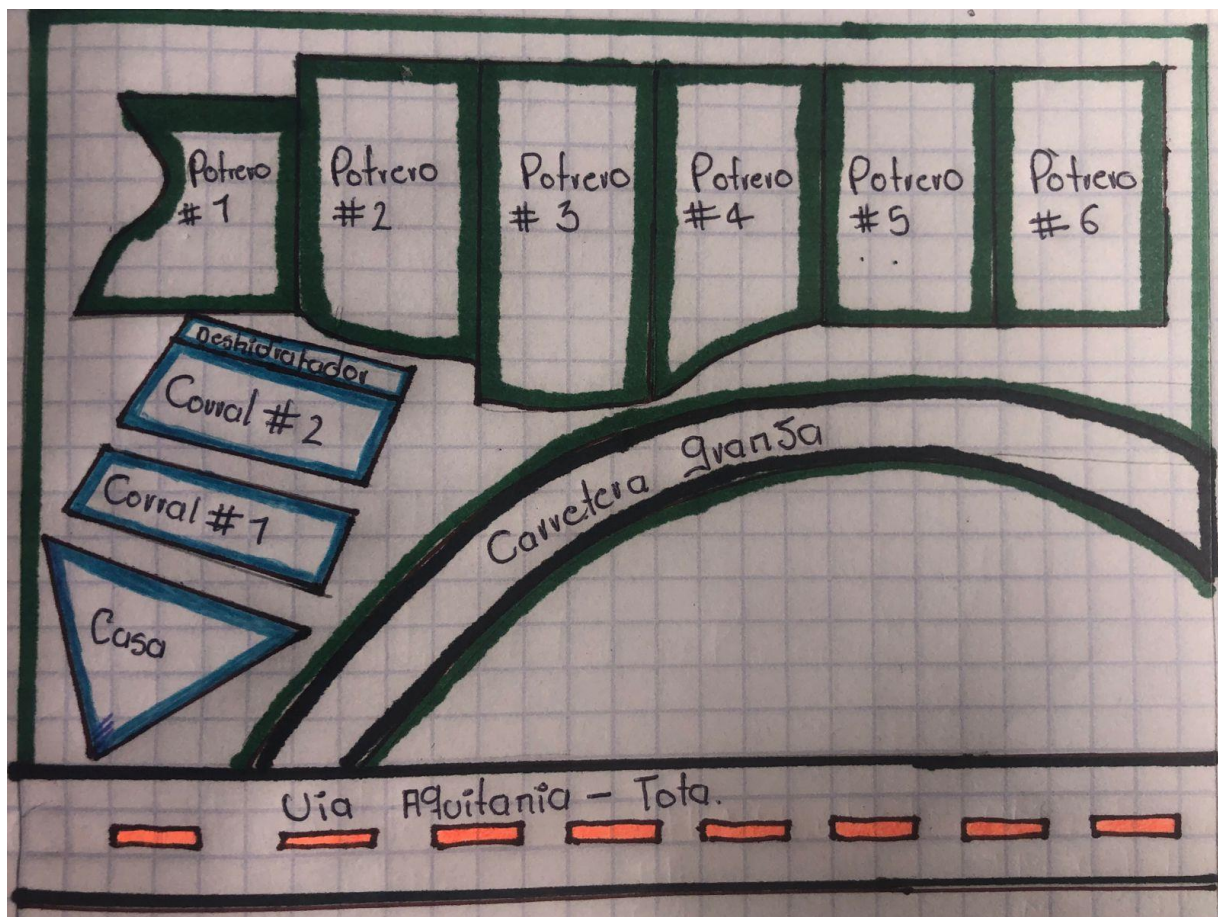 Potrero
#1
Potrero
#2
Potrero
# 3
Potrero
#4
Potrero
#5
Potrero
# 6
Deshidratador
Corral #2
Corral #1
Casa
Carretera granja
Via Aquitania - Tota.